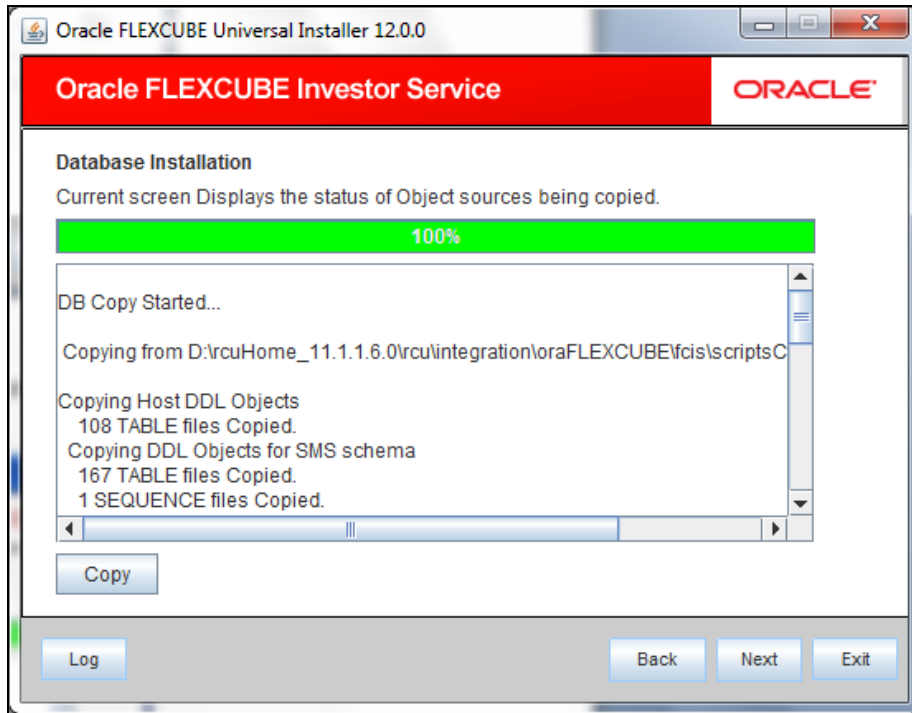 Oracle FLEXCUBE Universal Installer 12.0.0
Oracle FLEXCUBE Investor Service
ORACLE
Database Installation
Current screen Displays the status of Object sources being copied.
100%
DB Copy Started...
Copying from D:\rcuHome_11.1.1.6.0\rcu\integration\oraFLEXCUBE\fcis\scriptsC
Copying Host DDL Objects
108 TABLE files Copied.
Copying DDL Objects for SMS schema
167 TABLE files Copied.
1 SEQUENCE files Copied.
Copy
Log Back Next Exit